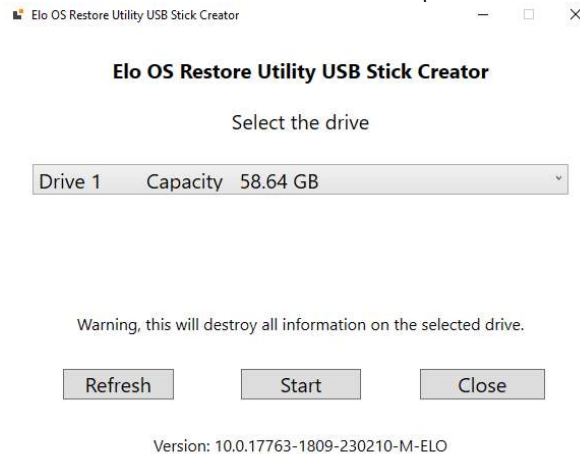 Elo OS Restore Utility USB Stick Creator
Elo OS Restore Utility USB Stick Creator
Select the drive
Drive 1 Capacity 58.64 GB
Warning, this will destroy all information on the selected drive.
Refresh Start Close
Version: 10.0.17763-1809-230210-M-ELO